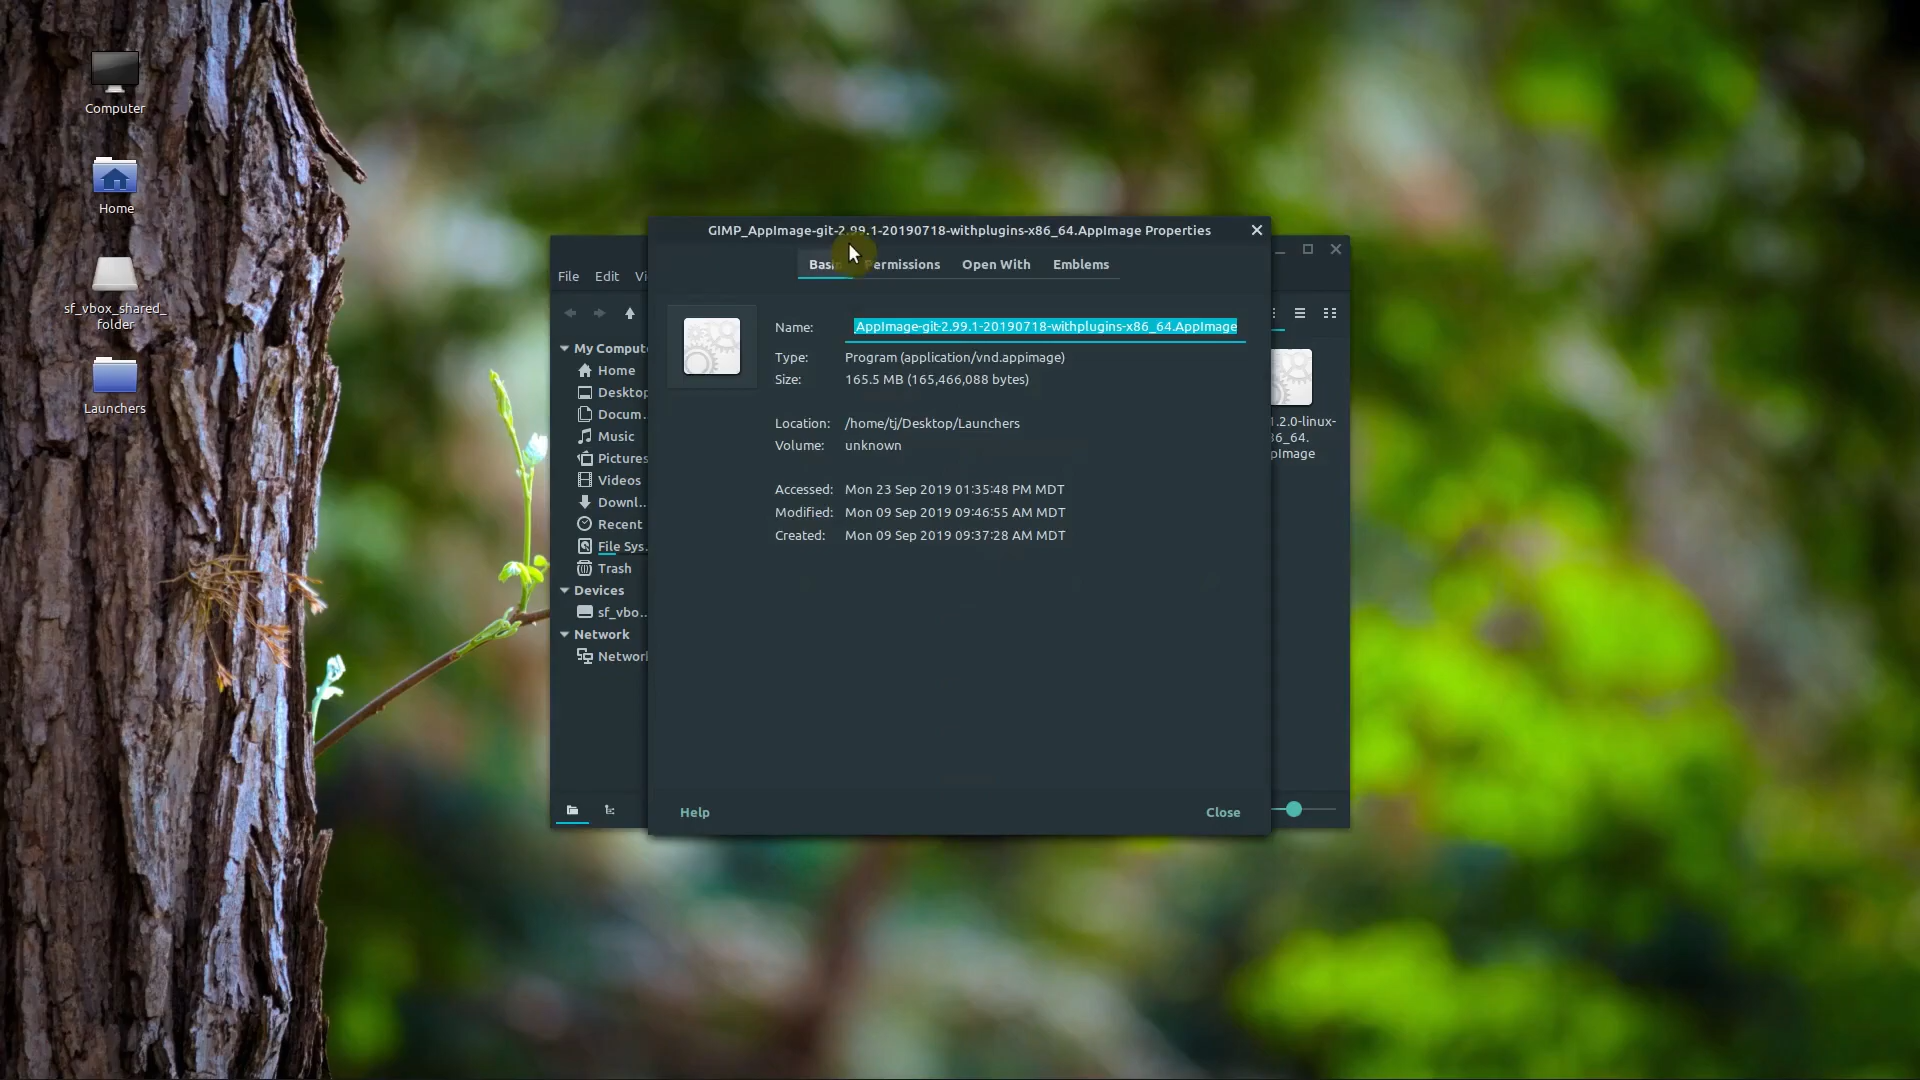 Computer
Home
sf_vbox_shared_
folder
Launchers
GIMP_AppImage-git-2.99.1-20190718-withplugins-x86_64.AppImage Properties
Permissions
Open With
Emblems
File
Edit
Name:
AppImage-git-2.99.1-20190718-withplugins-x86_64.AppImage
Type:
Program (application/vnd.appimage)
Size:
165.5 MB (165,466,088 bytes)
Location:
/home/tj/Desktop/Launchers
Volume:
unknown
Accessed:
Mon 23 Sep 2019 01:35:48 PM MDT
Modified:
Mon 09 Sep 2019 09:46:55 AM MDT
Created:
Mon 09 Sep 2019 09:37:28 AM MDT
Help
Close
My Comput
Home
Desktop
Docum...
Music
Pictures
Videos
Downl...
Recent
File Sys...
Trash
Devices
sf_vbo...
Network
Networ
1.2.0-linux-
36_64.
pImage